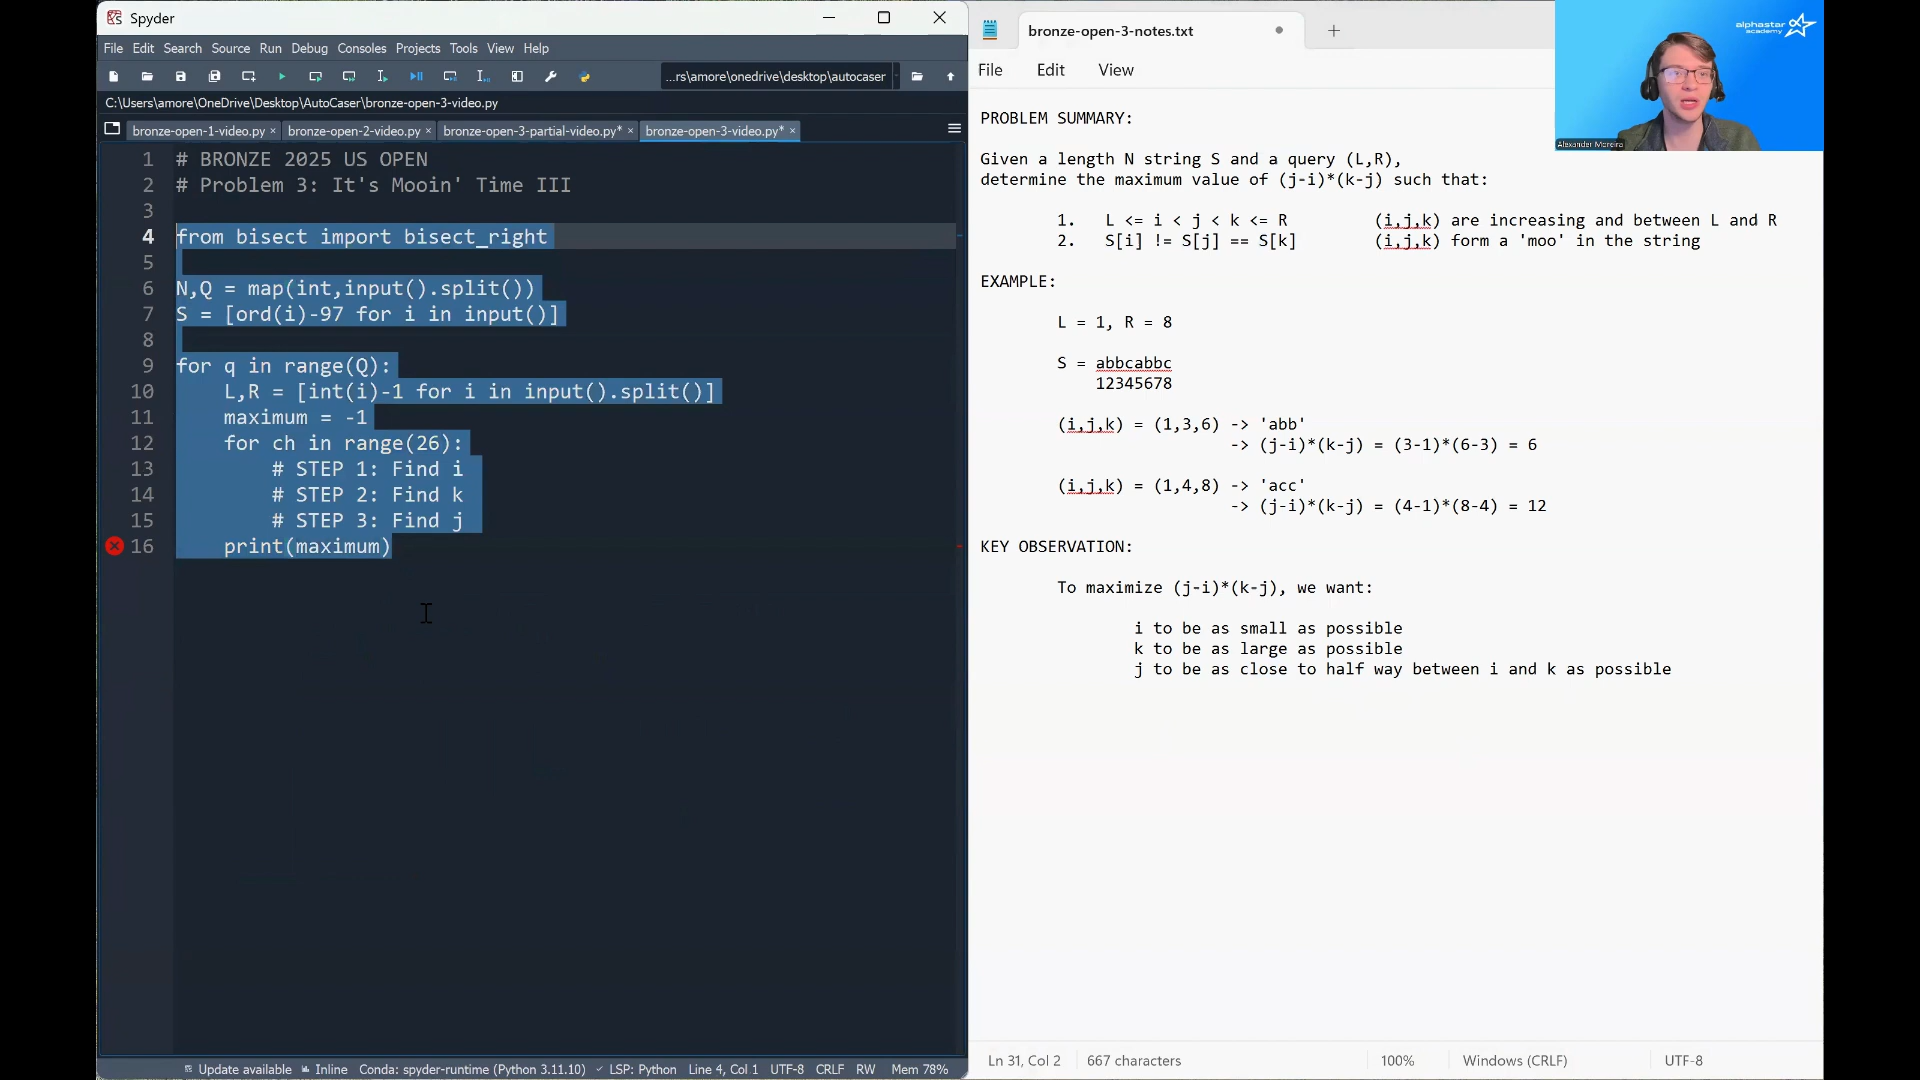 Spyder
File Edit Search Source Run Debug Consoles Projects Tools View Help
...rs\amore\onedrive\desktop\autocaser
C:\Users\amore\OneDrive\Desktop\AutoCaser\bronze-open-3-video.py
bronze-open-1-video.py × bronze-open-2-video.py × bronze-open-3-partial-video.py* × bronze-open-3-video.py* ×
1 # BRONZE 2025 US OPEN
2 # Problem 3: It's Mooin' Time III
3
4 from bisect import bisect_right
5
6 N,Q = map(int,input().split())
7 S = [ord(i)-97 for i in input()]
8
9 for q in range(Q):
10 L,R = [int(i)-1 for i in input().split()]
11 maximum = -1
12 for ch in range(26):
13 # STEP 1: Find i
14 # STEP 2: Find k
15 # STEP 3: Find j
16 print(maximum)
Update available Inline Conda: spyder-runtime (Python 3.11.10) ✓ LSP: Python Line 4, Col 1 UTF-8 CRLF RW Mem 78%
bronze-open-3-notes.txt
File Edit View
PROBLEM SUMMARY:
Given a length N string S and a query (L,R),
determine the maximum value of (j-i)*(k-j) such that:
1. L <= i < j < k <= R (i,j,k) are increasing and between L and R
2. S[i] != S[j] == S[k] (i,j,k) form a 'moo' in the string
EXAMPLE:
L = 1, R = 8
S = abbcabbc
12345678
(i,j,k) = (1,3,6) -> 'abb'
-> (j-i)*(k-j) = (3-1)*(6-3) = 6
(i,j,k) = (1,4,8) -> 'acc'
-> (j-i)*(k-j) = (4-1)*(8-4) = 12
KEY OBSERVATION:
To maximize (j-i)*(k-j), we want:
i to be as small as possible
k to be as large as possible
j to be as close to half way between i and k as possible
Ln 31, Col 2 667 characters 100% Windows (CRLF) UTF-8
alphastar
academy
Alexander Moreira